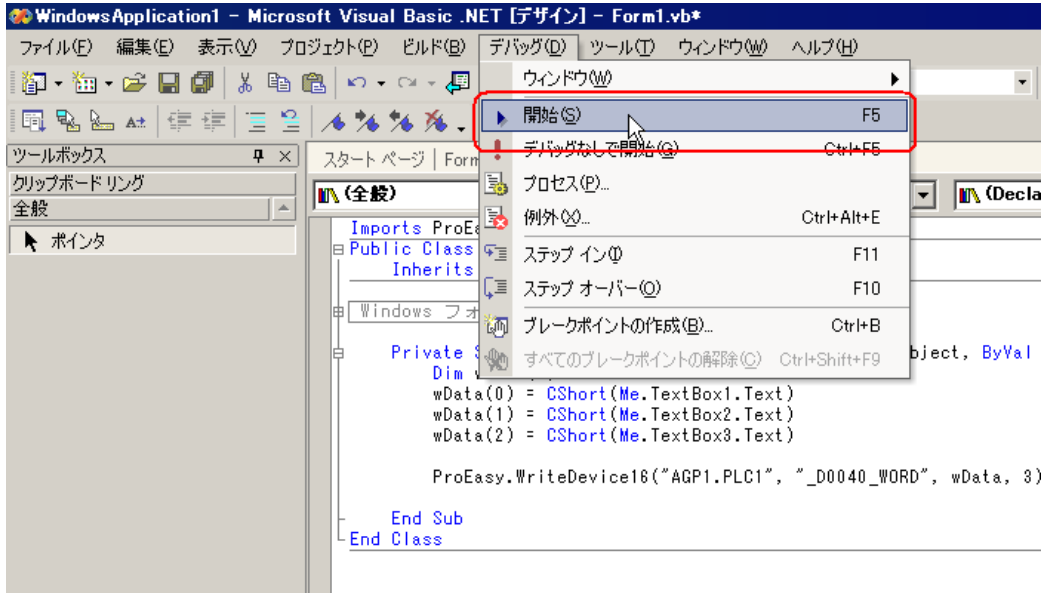 WindowsApplication1 - Microsoft Visual Basic .NET [デザイン] - Form1.vb*
ファイル(F) 編集(E) 表示(V) プロジェクト(P) ビルド(B) デバッグ(D) ツール(T) ウィンドウ(W) ヘルプ(H)
ウィンドウ(W)
開始(S) F5
デバッグなしで開始(G) Ctrl+F5
プロセス(P)...
例外(X)... Ctrl+Alt+E
ステップ イン(I) F11
ステップ オーバー(O) F10
ブレークポイントの作成(B)... Ctrl+B
すべてのブレークポイントの解除(C) Ctrl+Shift+F9
ツールボックス
クリップボード リング
全般
ポインタ
スタート ページ Form
(全般) (Decla
Imports ProEa
Public Class
Inherits
Windows フォ
Private bject, ByVal
Dim
wData(0) = CShort(Me.TextBox1.Text)
wData(1) = CShort(Me.TextBox2.Text)
wData(2) = CShort(Me.TextBox3.Text)
ProEasy.WriteDevice16("AGP1.PLC1", "_D0040_WORD", wData, 3)
End Sub
End Class